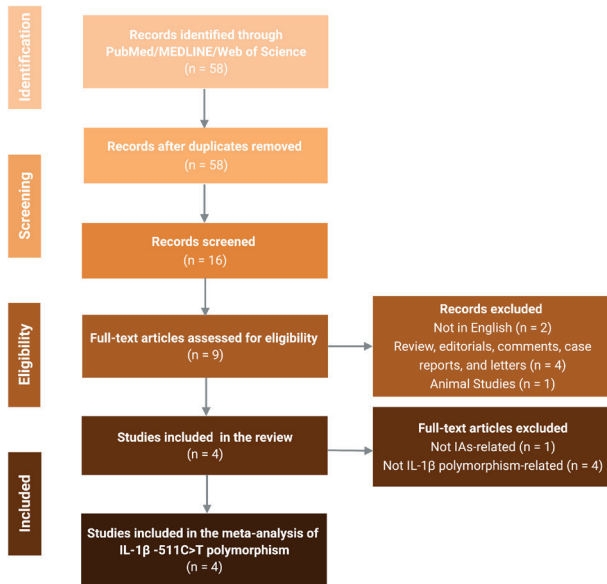 Identification
Records identified through
PubMed/MEDLINE/Web of Science
(n = 58)
Records after duplicates removed
(n = 58)
Screening
Records screened
(n = 16)
Eligibility
Full-text articles assessed for eligibility
(n = 9)
Records excluded
Not in English (n = 2)
Review, editorials, comments, case
reports, and letters (n = 4)
Animal Studies (n = 1)
Included
Studies included in the review
(n = 4)
Full-text articles excluded
Not IAs-related (n = 1)
Not IL-1β polymorphism-related (n = 4)
Studies included in the meta-analysis of
IL-1β -511C>T polymorphism
(n = 4)